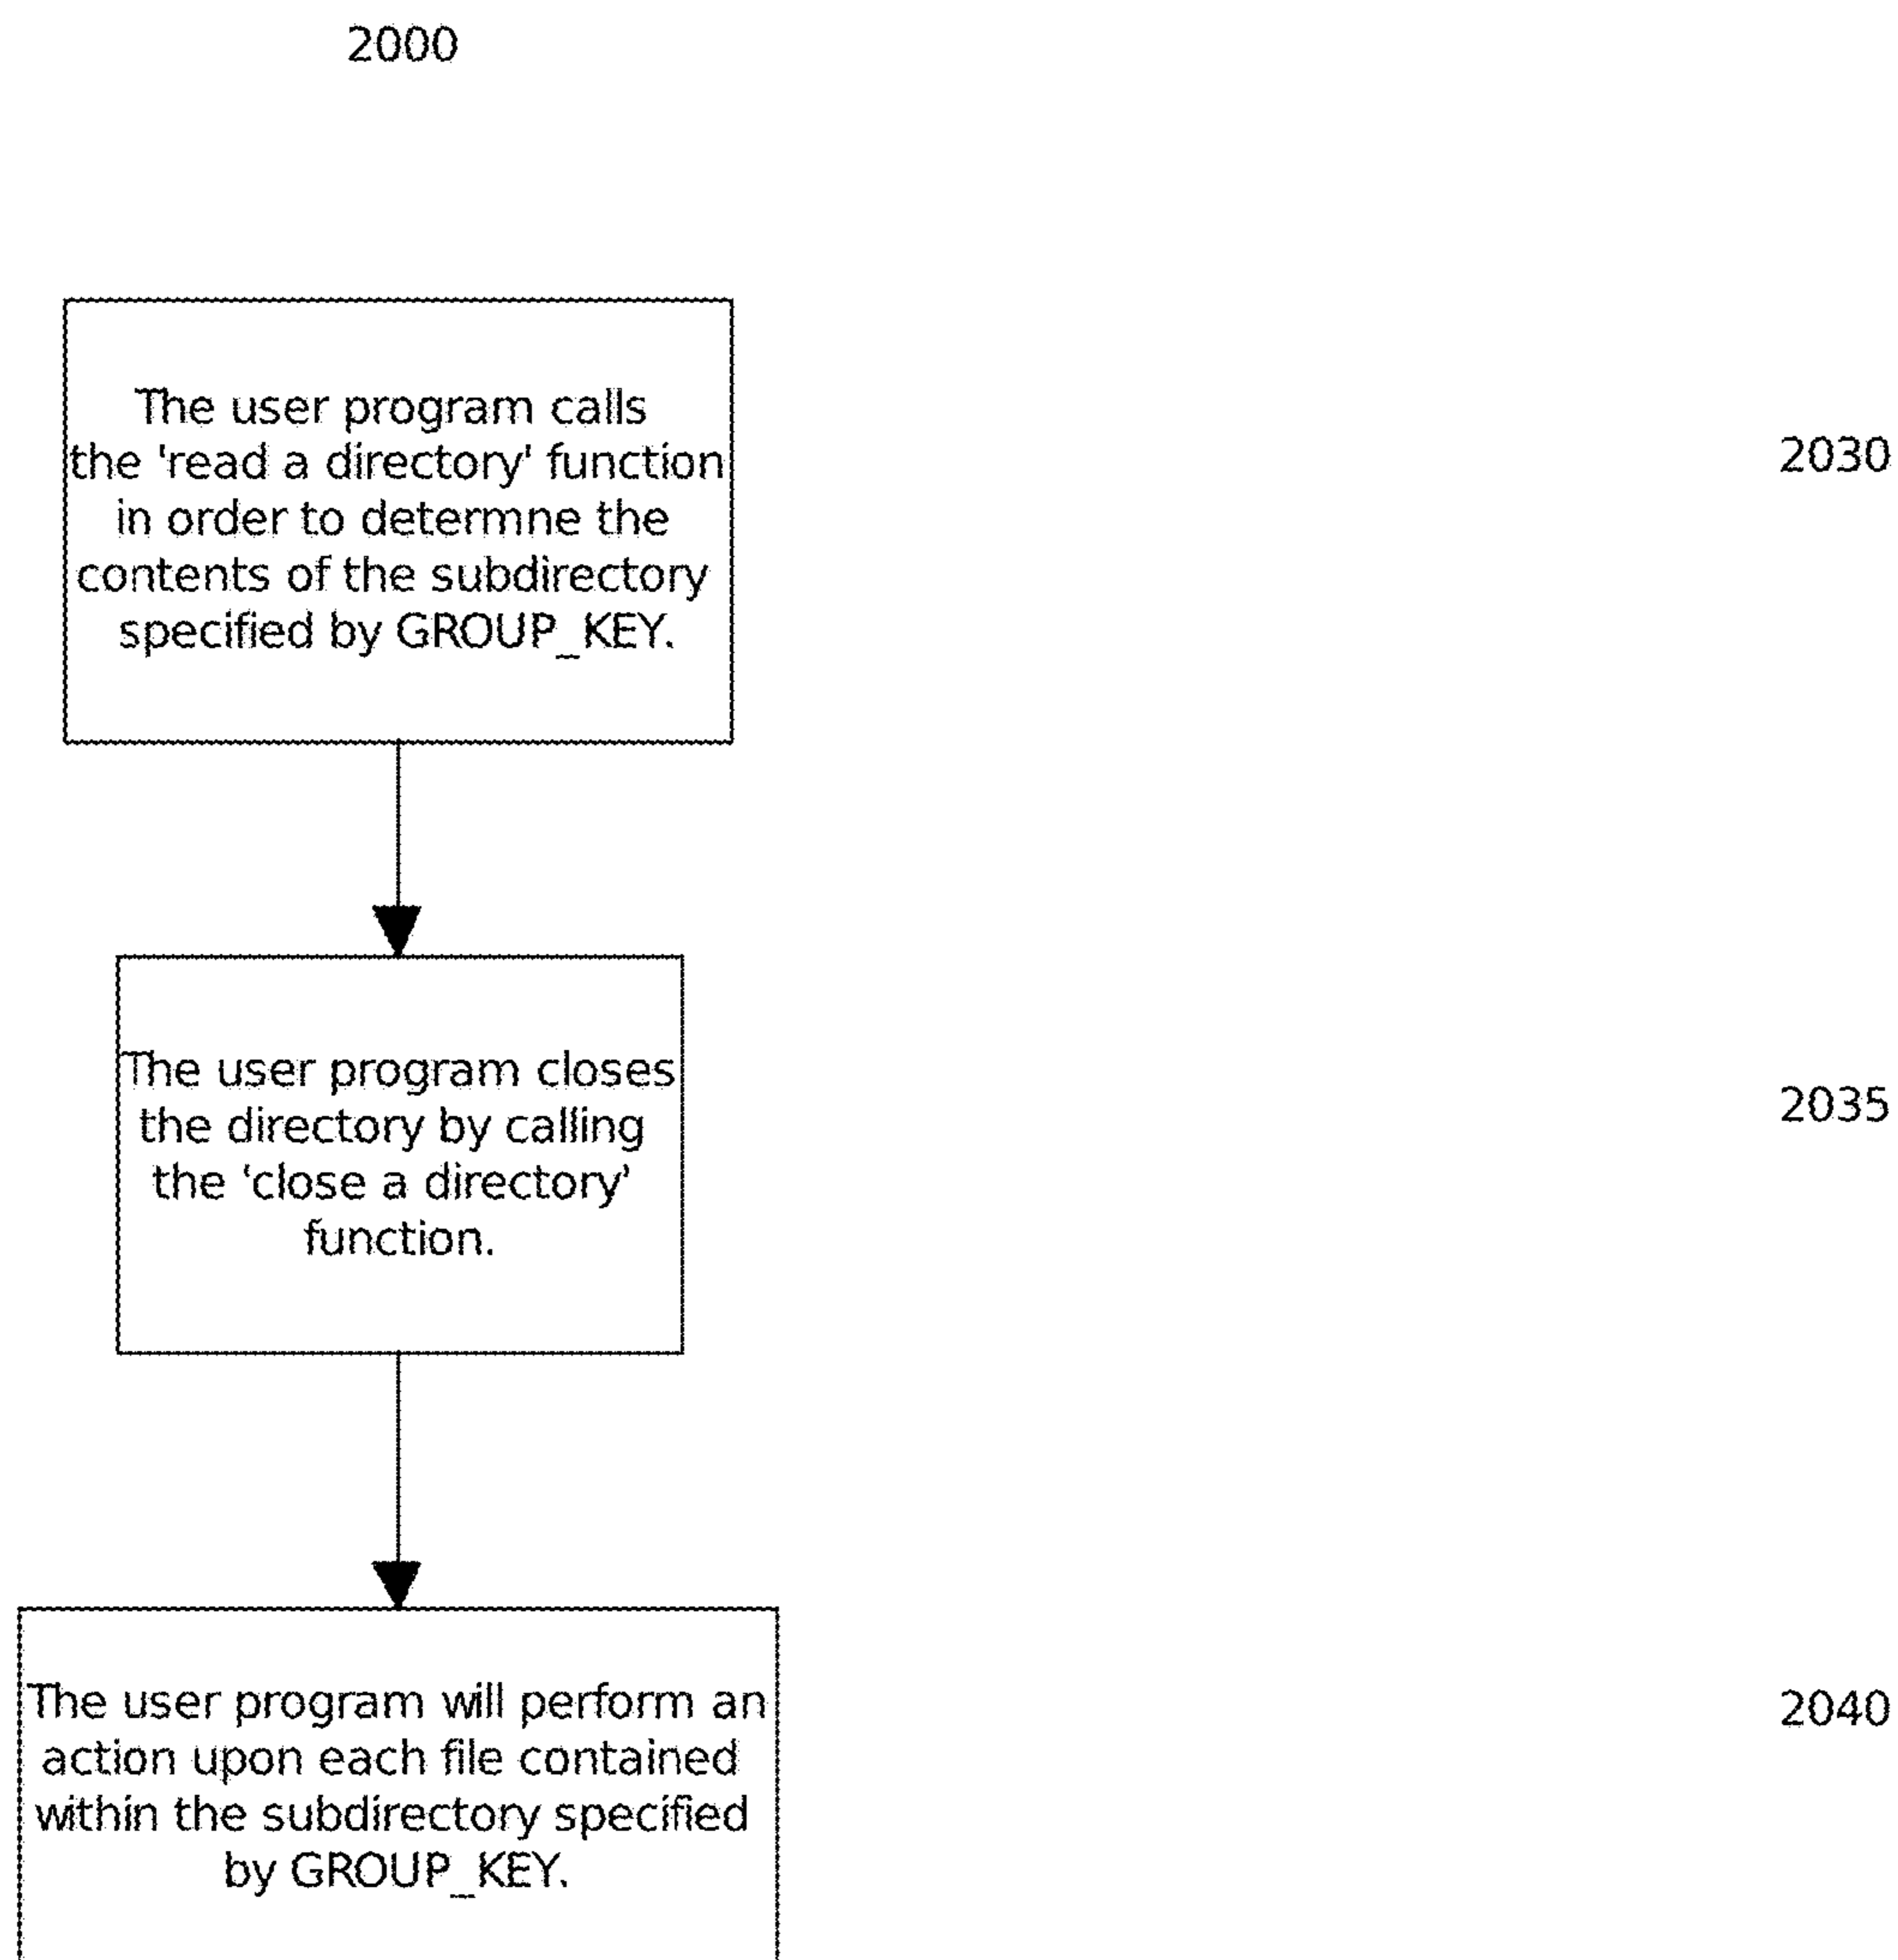 2000
The user program calls
the 'read a directory' function
in order to determne the
contents of the subdirectory
specified by GROUP_KEY.
2030
The user program closes
the directory by calling
the 'close a directory'
function.
2035
The user program will perform an
action upon each file contained
within the subdirectory specified
by GROUP_KEY.
2040